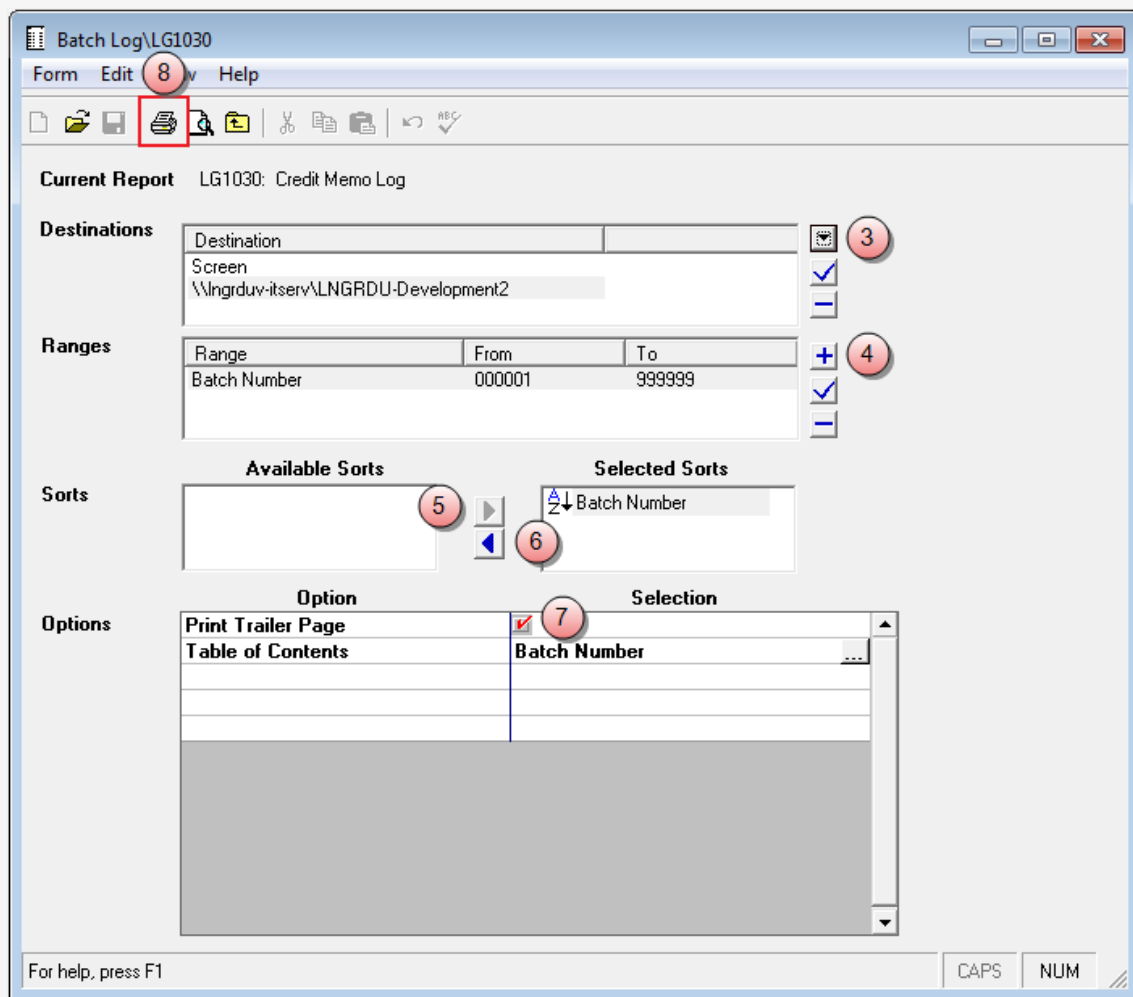 Batch Log\LG1030
Form Edit 8 w Help
ABC
Current Report LG1030: Credit Memo Log
Destinations
Destination
3
Screen
\\lngrduv-itserv\LNGRDU-Development2
Ranges
Range From To
4
Batch Number 000001 999999
Available Sorts Selected Sorts
Sorts
5
AZ Batch Number
6
Option Selection
Options
Print Trailer Page
7
Table of Contents Batch Number ...
For help, press F1 CAPS NUM